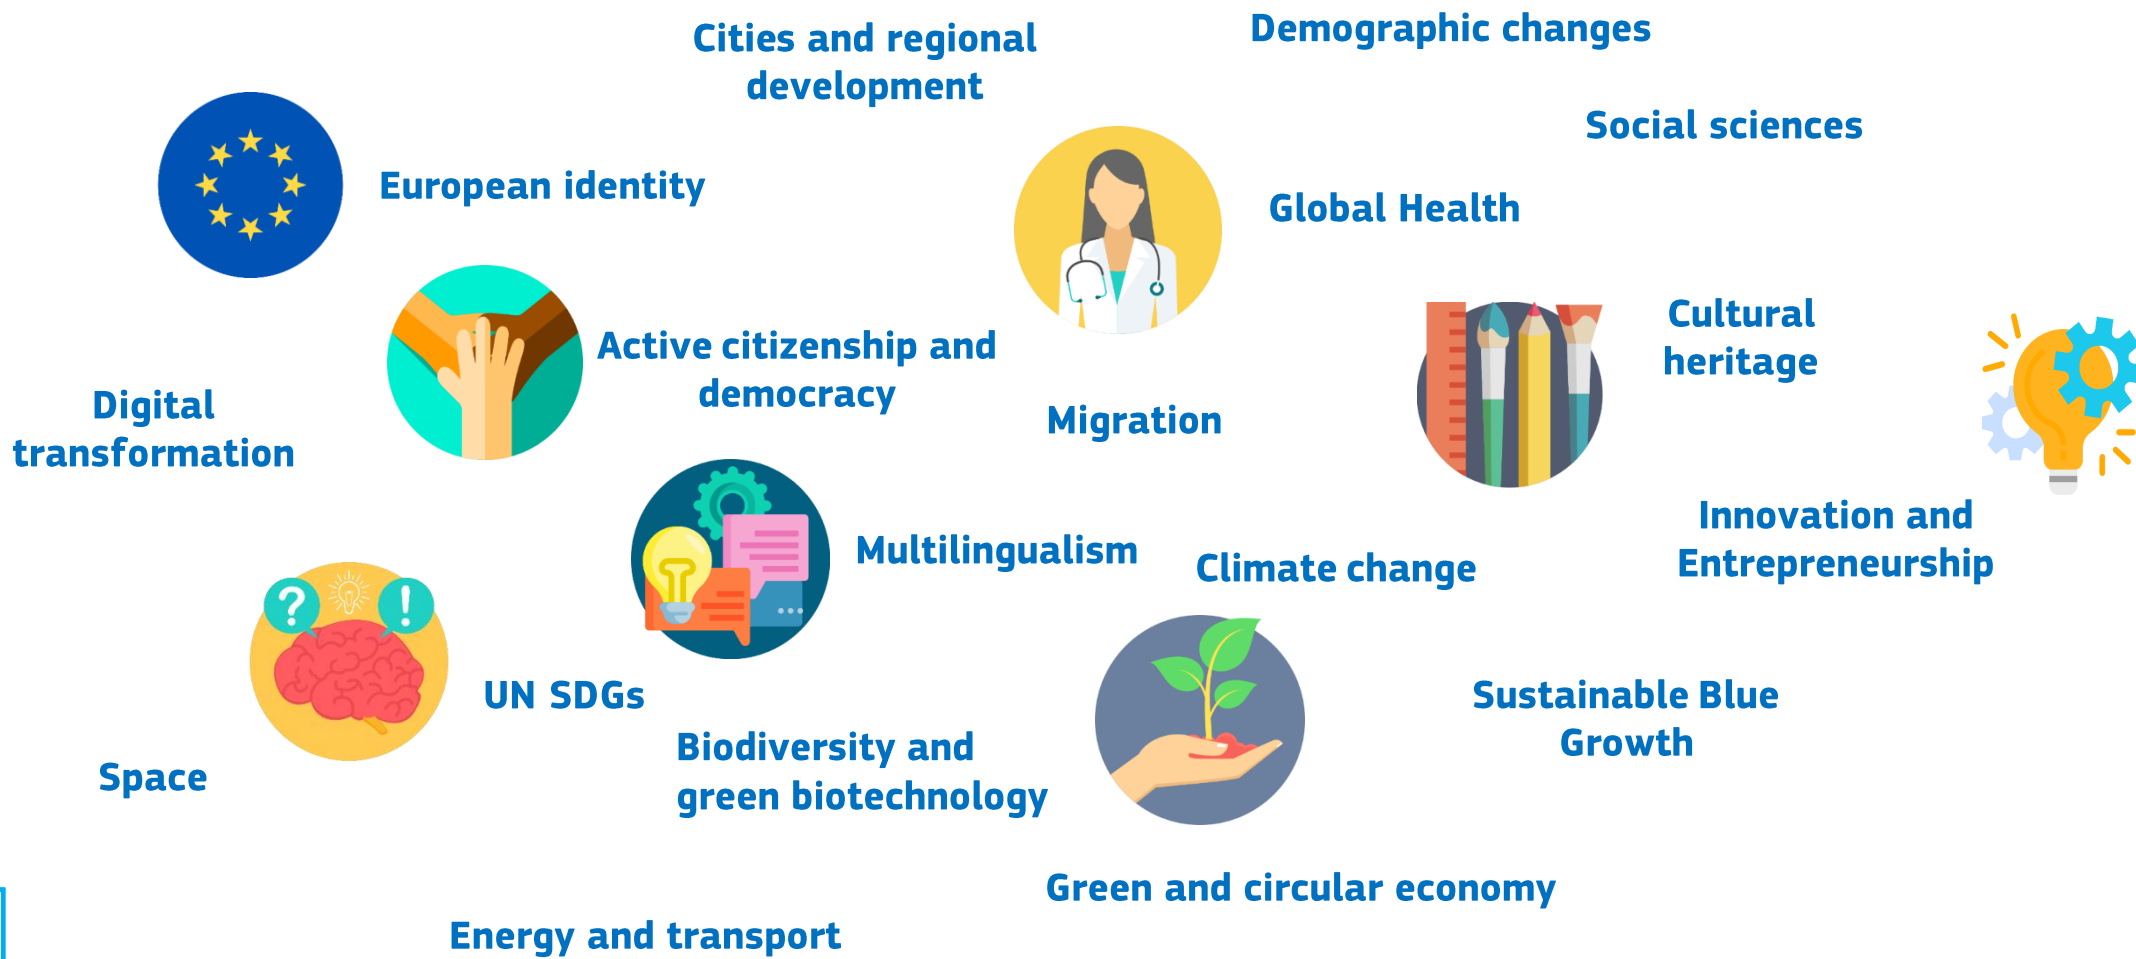 Demographic changes
Cities and regional
development
Social sciences
European identity
Global Health
Cultural
heritage
Active citizenship and
democracy
Digital
transformation
Migration
Innovation and
Entrepreneurship
Multilingualism
Climate change
?
!
UN SDGs
Sustainable Blue
Growth
Biodiversity and
green biotechnology
Space
Green and circular economy
Energy and transport